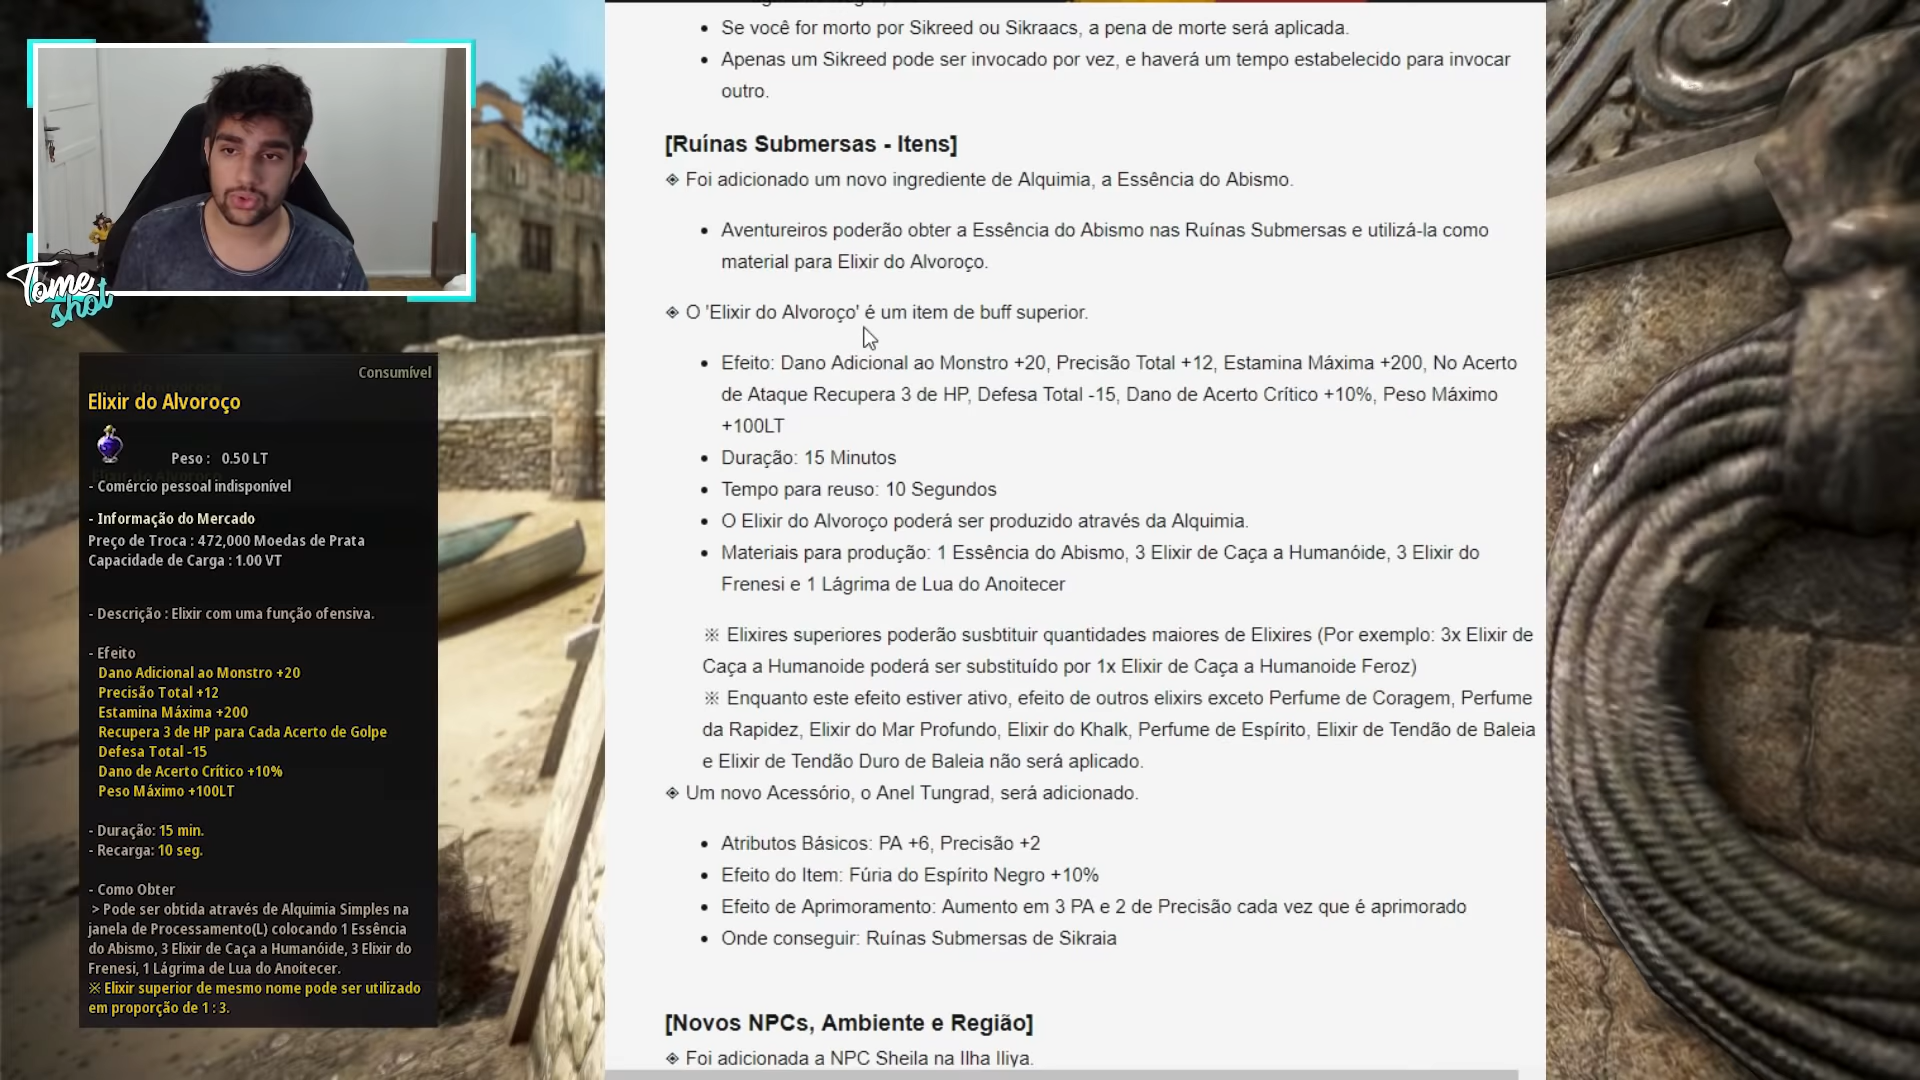 Se você for morto por Sikreed ou Sikraacs, a pena de morte será aplicada.
Apenas um Sikreed pode ser invocado por vez, e haverá um tempo estabelecido para invocar
outro.
[Ruínas Submersas - Itens]
Foi adicionado um novo ingrediente de Alquimia, a Essência do Abismo.
Aventureiros poderão obter a Essência do Abismo nas Ruínas Submersas e utilizá-la como
material para Elixir do Alvoroço.
O 'Elixir do Alvoroço' é um item de buff superior.
Efeito: Dano Adicional ao Monstro +20, Precisão Total +12, Estamina Máxima +200, No Acerto
de Ataque Recupera 3 de HP, Defesa Total -15, Dano de Acerto Crítico +10%, Peso Máximo
+100LT
Duração: 15 Minutos
Tempo para reuso: 10 Segundos
O Elixir do Alvoroço poderá ser produzido através da Alquimia.
Materiais para produção: 1 Essência do Abismo, 3 Elixir de Caça a Humanóide, 3 Elixir do
Frenesi e 1 Lágrima de Lua do Anoitecer
※ Elixires superiores poderão susbtituir quantidades maiores de Elixires (Por exemplo: 3x Elixir de
Caça a Humanoide poderá ser substituído por 1x Elixir de Caça a Humanoide Feroz)
※ Enquanto este efeito estiver ativo, efeito de outros elixirs exceto Perfume de Coragem, Perfume
da Rapidez, Elixir do Mar Profundo, Elixir do Khalk, Perfume de Espírito, Elixir de Tendão de Baleia
e Elixir de Tendão Duro de Baleia não será aplicado.
Um novo Acessório, o Anel Tungrad, será adicionado.
Atributos Básicos: PA +6, Precisão +2
Efeito do Item: Fúria do Espírito Negro +10%
Efeito de Aprimoramento: Aumento em 3 PA e 2 de Precisão cada vez que é aprimorado
Onde conseguir: Ruínas Submersas de Sikraia
[Novos NPCs, Ambiente e Região]
Foi adicionada a NPC Sheila na Ilha Iliya.
Tome
shot
Consumível
Elixir do Alvoroço
Peso : 0.50 LT
- Comércio pessoal indisponível
- Informação do Mercado
Preço de Troca : 472,000 Moedas de Prata
Capacidade de Carga : 1.00 VT
- Descrição : Elixir com uma função ofensiva.
- Efeito
Dano Adicional ao Monstro +20
Precisão Total +12
Estamina Máxima +200
Recupera 3 de HP para Cada Acerto de Golpe
Defesa Total -15
Dano de Acerto Crítico +10%
Peso Máximo +100LT
- Duração: 15 min.
- Recarga: 10 seg.
- Como Obter
> Pode ser obtida através de Alquimia Simples na
janela de Processamento(L) colocando 1 Essência
do Abismo, 3 Elixir de Caça a Humanóide, 3 Elixir do
Frenesi, 1 Lágrima de Lua do Anoitecer.
※ Elixir superior de mesmo nome pode ser utilizado
em proporção de 1 : 3.